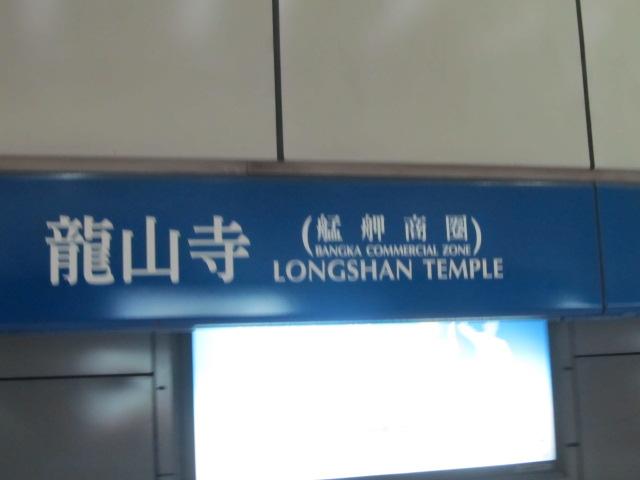 龍山寺
(艋舺商圈)
BANGKA COMMERCIAL ZONE
LONGSHAN TEMPLE